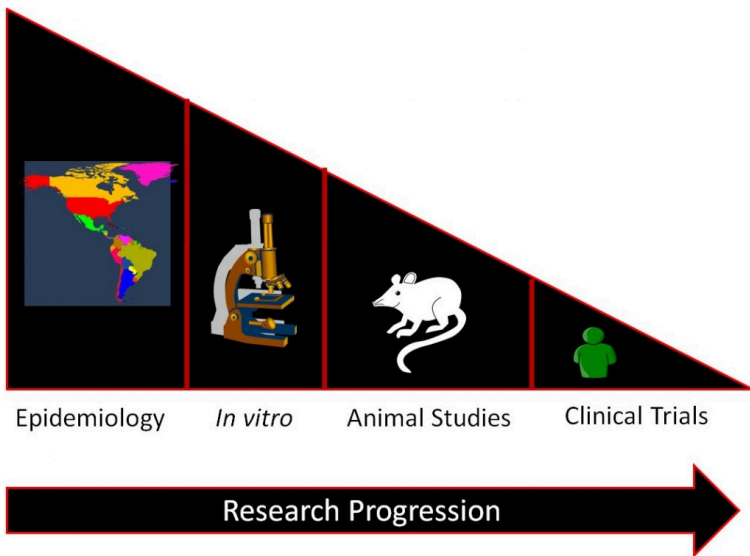 Epidemiology
In vitro
Animal Studies
Clinical Trials
Research Progression